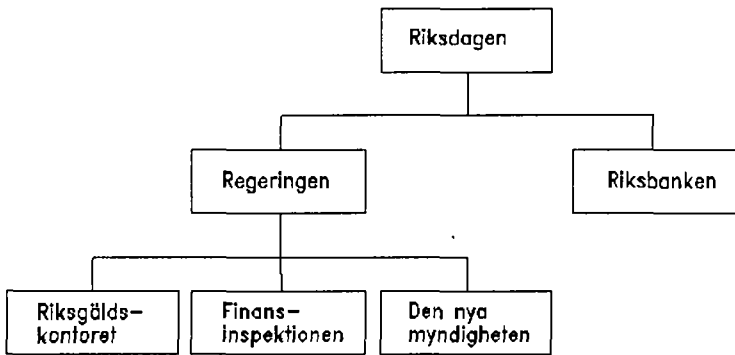 Riksdagen
Regeringen
Riksbanken
Riksgälds-
kontoret
Finans-
inspektionen
Den nya
myndigheten